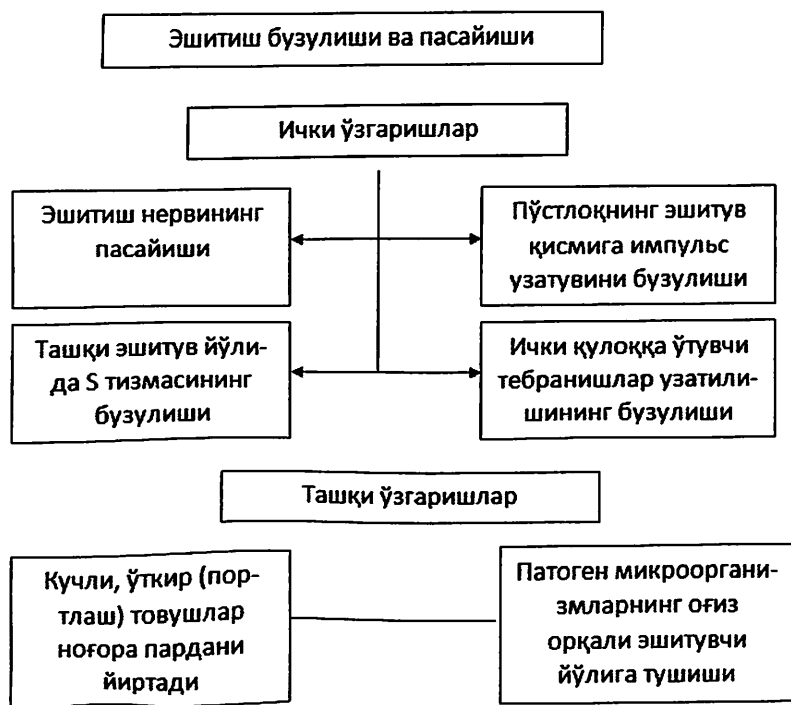 Эшитиш бузулиши ва пасайиши
Ички ўзгаришлар
Эшитиш нервининг
пасайиши
Пўстлоқнинг эшитув
қисмига импульс
узатувини бузулиши
Ташқи эшитув йўли-
да S тизмасининг
бузулиши
Ички қулоққа ўтувчи
тебранишлар узатили-
шининг бузулиши
Ташқи ўзгаришлар
Кучли, ўткир (пор-
тлаш) товушлар
ноғора пардани
йиртади
Патоген микрооргани-
змларнинг оғиз
орқали эшитувчи
йўлига тушиши